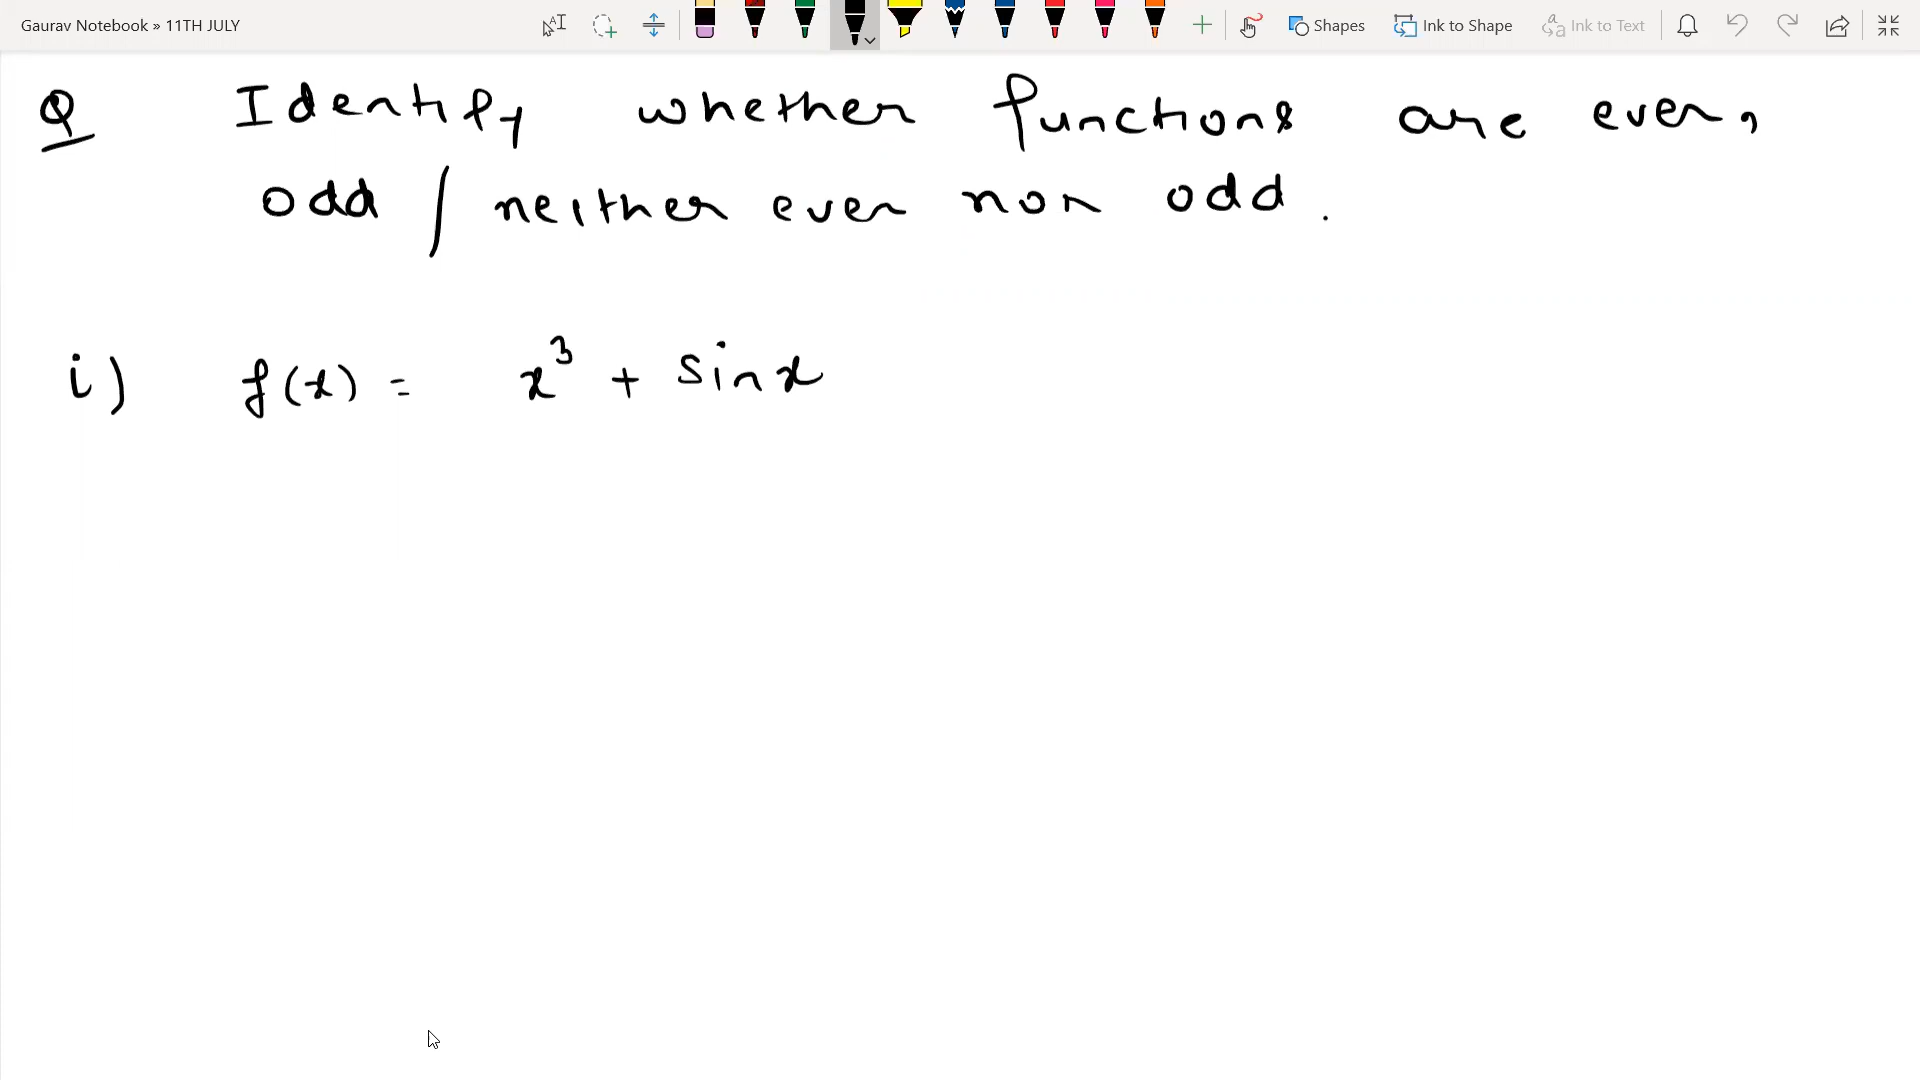 Gaurav Notebook » 11TH JULY
Shapes Ink to Shape Ink to Text
Q Identify whether functions are even,
odd / neither even nor odd.
i) f(x) = x³ + sinx